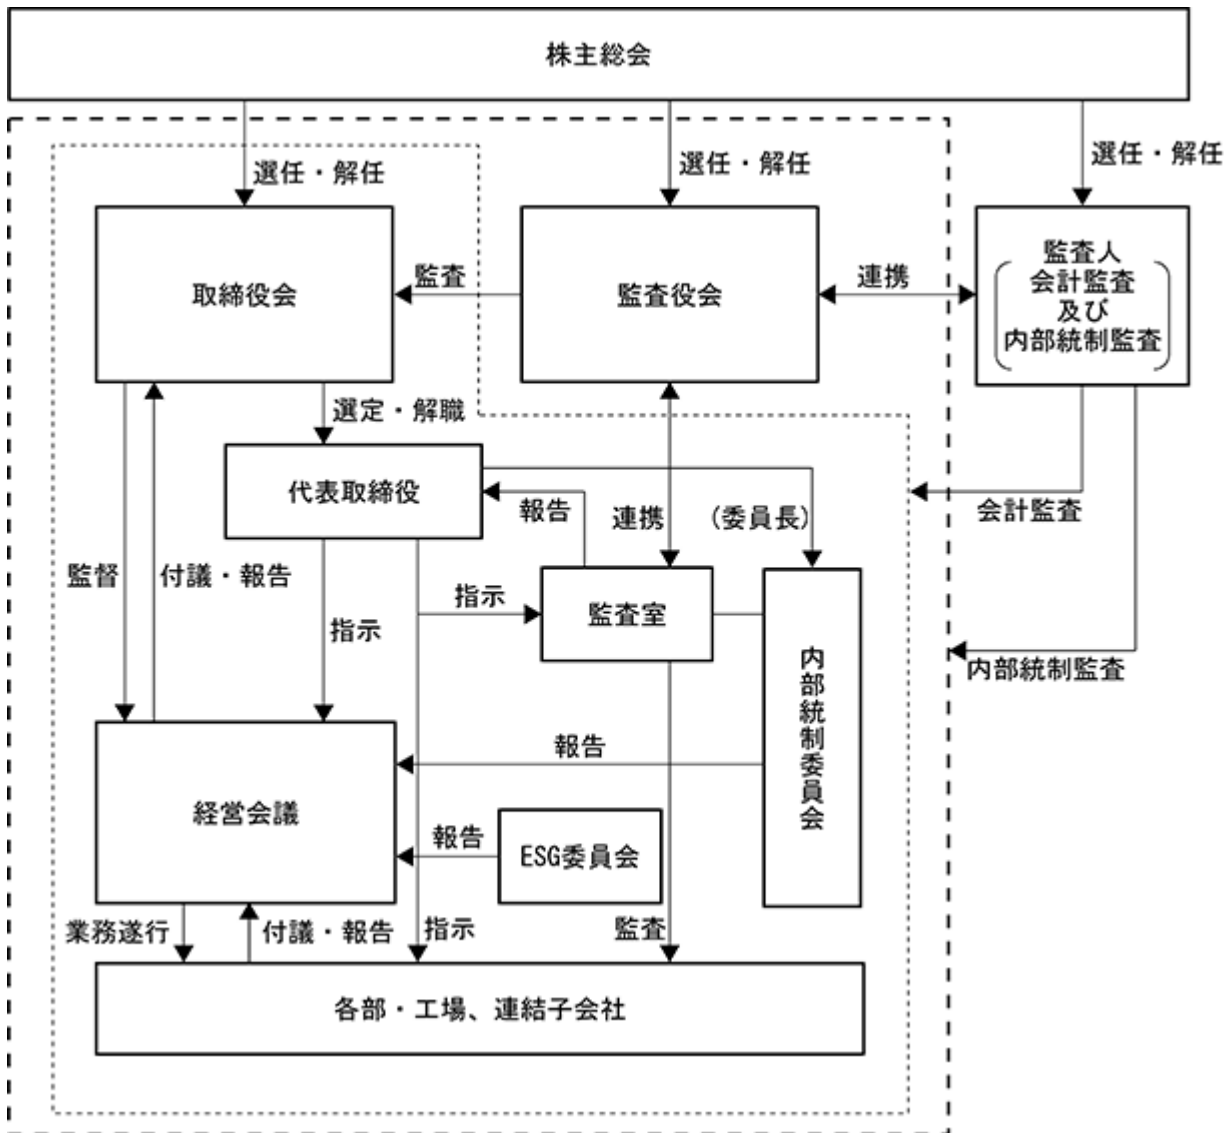 株主総会
選任・解任
選任・解任
選任・解任
取締役会
監査
監査役会
連携
監査人
会計監査
及び
内部統制監査
選定・解職
代表取締役
報告
連携
(委員長)
会計監査
監督
付議・報告
指示
指示
監査室
内部統制委員会
内部統制監査
経営会議
報告
報告
ESG委員会
業務遂行
付議・報告
指示
監査
各部・工場、連結子会社